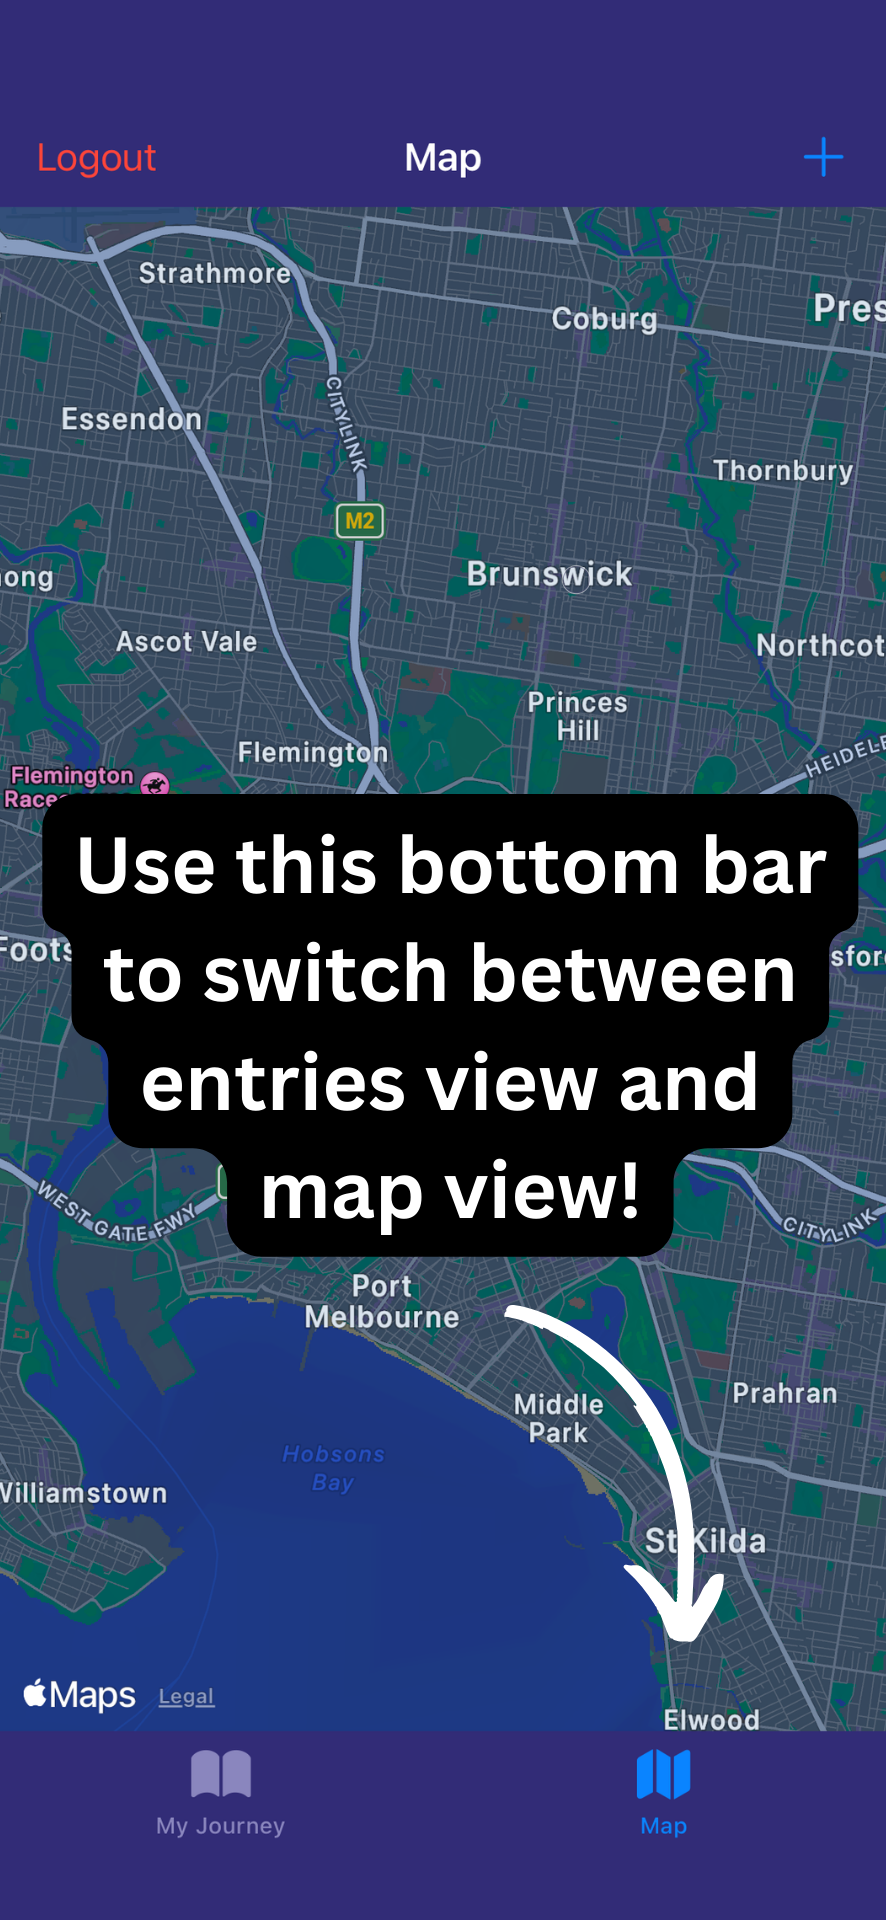 Logout
Map
Strathmore
Coburg
Pres
Essendon
CITYLINK
Thornbury
M2
ong
Brunswick
Ascot Vale
Northcot
Princes
Hill
Flemington
HEIDELE
Flemington
Race
Use this bottom bar
to switch between
entries view and
map view!
Foots
sfor
WEST GATE FWY
CITYLINK
Port
Melbourne
Middle
Park
Prahran
Hobsons
Bay
Williamstown
St Kilda
Maps
Legal
Elwood
My Journey
Map